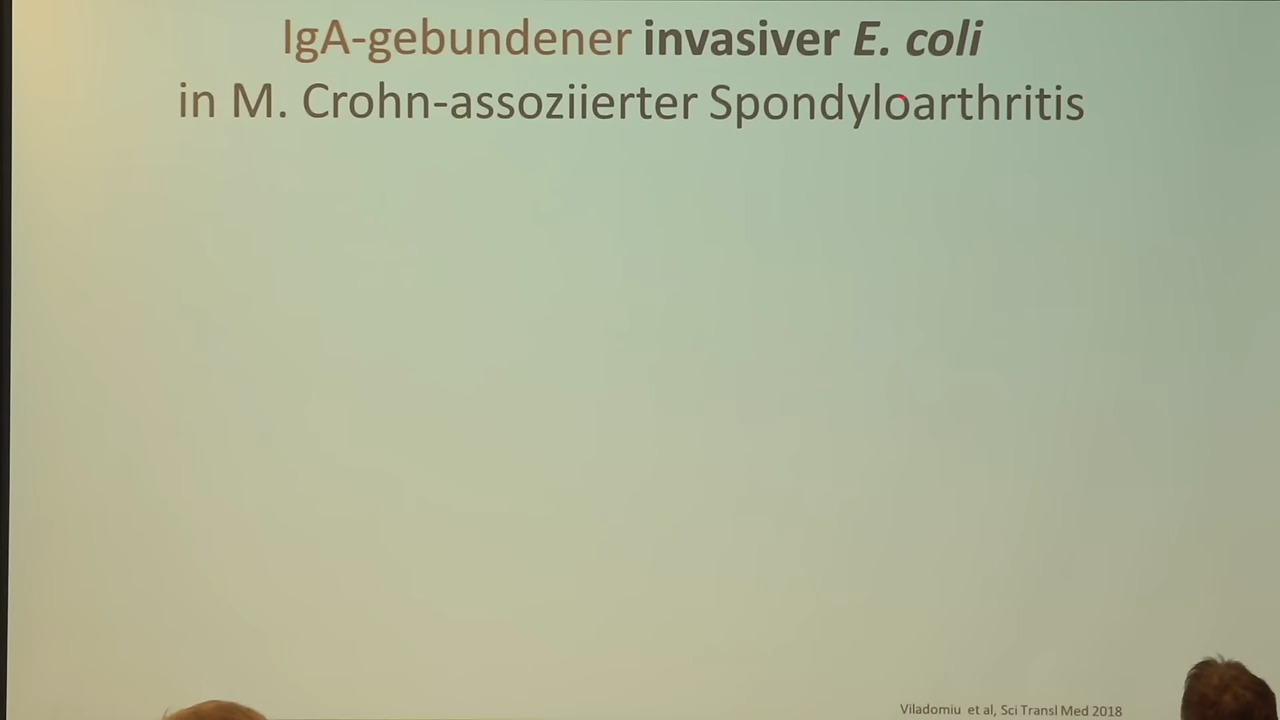 IgA-gebundener invasiver E. coli
in M. Crohn-assoziierter Spondyloarthritis
Viladomiu et al, Sci Transl Med 2018